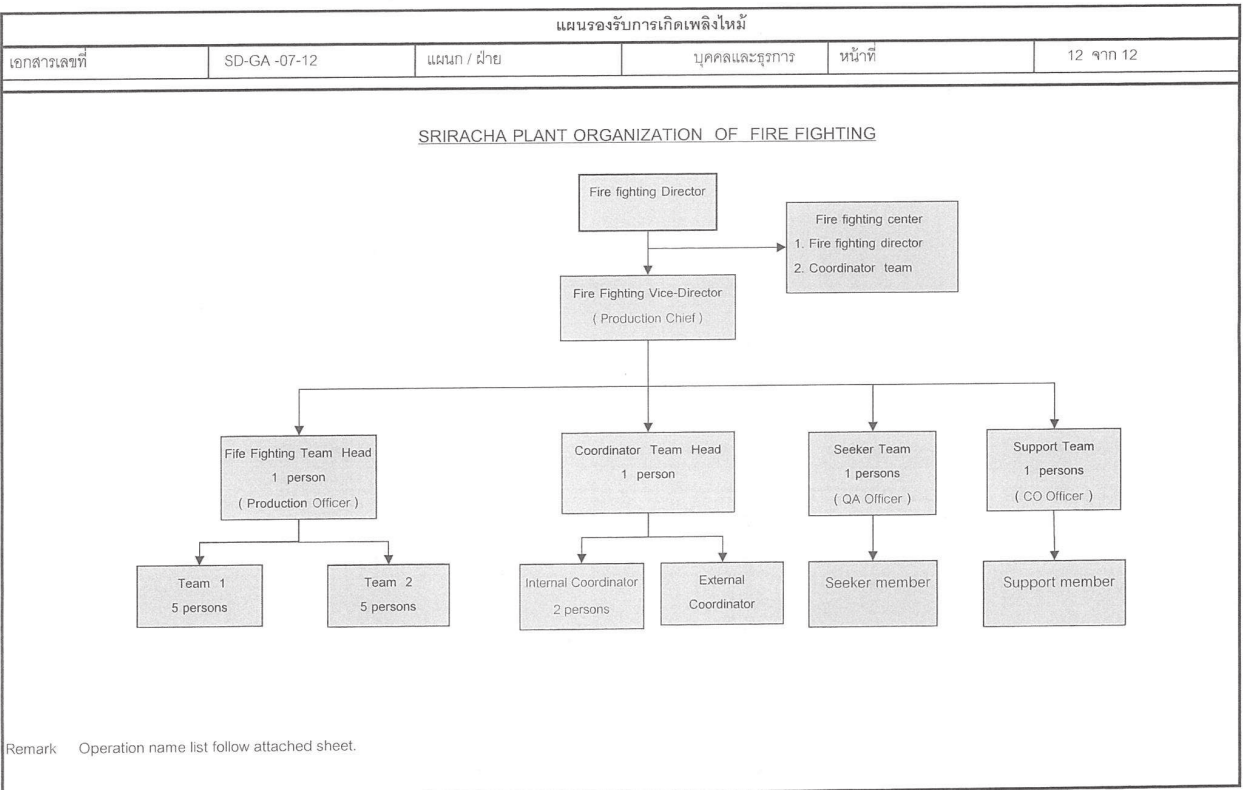 แผนรองรับการเกิดเพลิงไหม้
เอกสารเลขที่ SD-GA -07-12 แผนก / ฝ่าย บุคคลและธุรการ หน้าที่ 12 จาก 12
SRIRACHA PLANT ORGANIZATION OF FIRE FIGHTING
Fire fighting Director
Fire fighting center
1. Fire fighting director
2. Coordinator team
Fire Fighting Vice-Director
( Production Chief )
Fife Fighting Team Head
1 person
( Production Officer )
Coordinator Team Head
1 person
Seeker Team
1 persons
( QA Officer )
Support Team
1 persons
( CO Officer )
Team 1
5 persons
Team 2
5 persons
Internal Coordinator
2 persons
External
Coordinator
Seeker member
Support member
Remark Operation name list follow attached sheet.